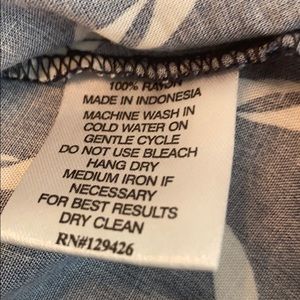 100% RAYON
MADE IN INDONESIA
MACHINE WASH IN
COLD WATER ON
GENTLE CYCLE
DO NOT USE BLEACH
HANG DRY
MEDIUM IRON IF
NECESSARY
FOR BEST RESULTS
DRY CLEAN
RN#129426